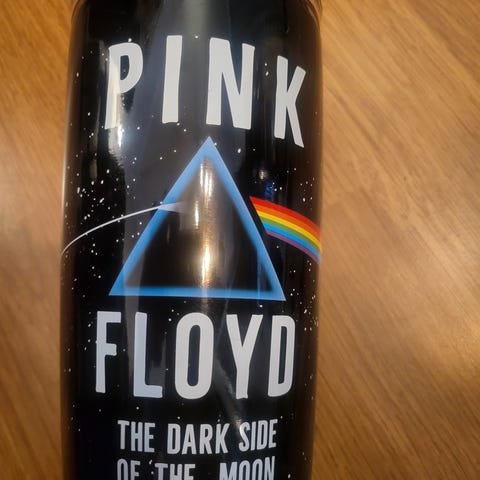 PINK
FLOYD
THE DARK SIDE
OF THE MOON